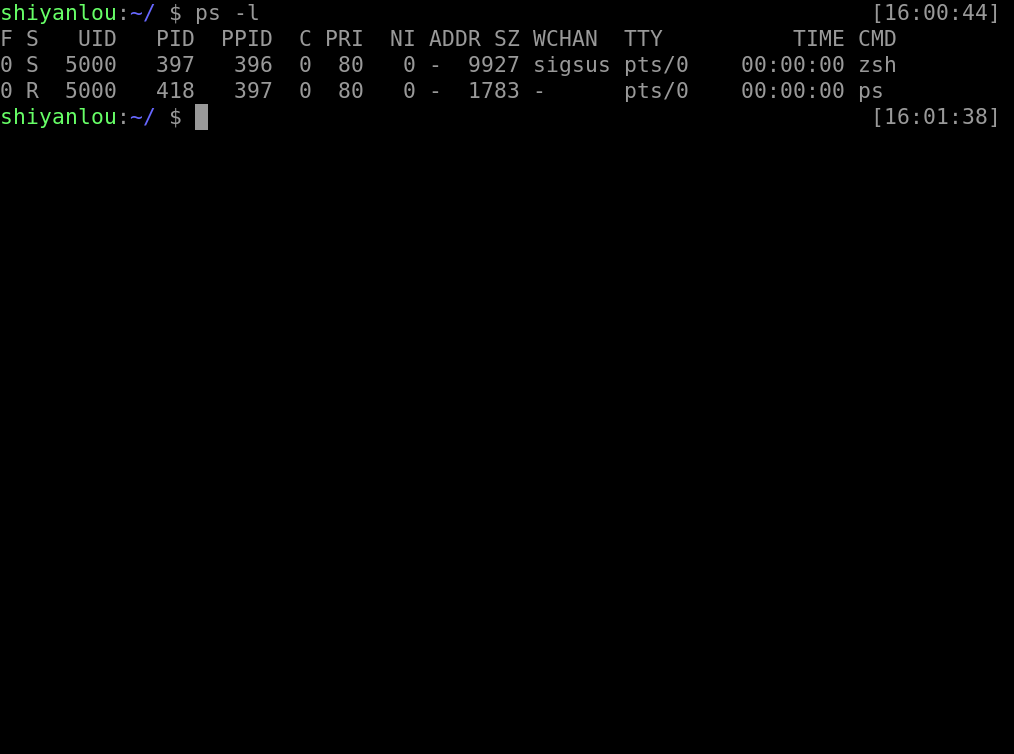 shiyanlou:~/ $ ps -l                                               [16:00:44]
F S   UID   PID  PPID  C PRI  NI ADDR SZ WCHAN  TTY          TIME CMD
0 S  5000   397   396  0  80   0 -  9927 sigsus pts/0    00:00:00 zsh
0 R  5000   418   397  0  80   0 -  1783 -      pts/0    00:00:00 ps
shiyanlou:~/ $                                                     [16:01:38]